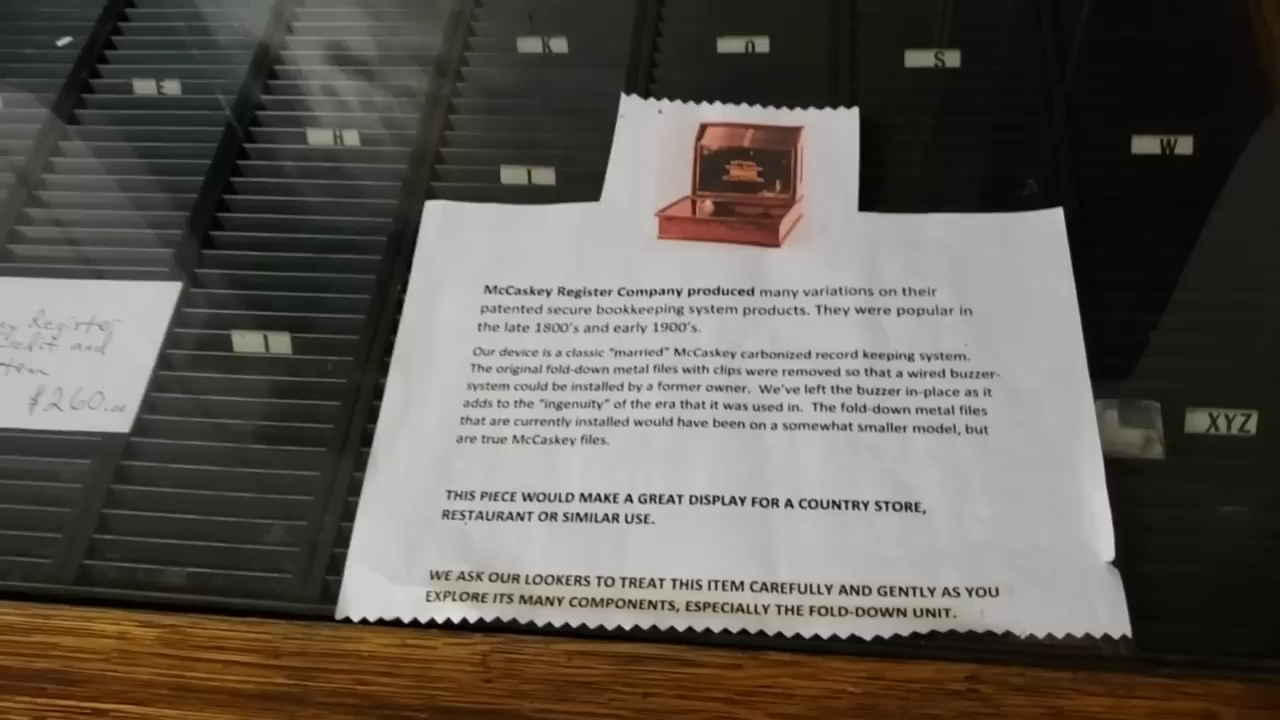 K
O
S
E
H
W
L
McCaskey Register Company produced many variations on their
patented secure bookkeeping system products. They were popular in
the late 1800's and early 1900's.
Our device is a classic "married" McCaskey carbonized record keeping system.
The original fold-down metal files with clips were removed so that a wired buzzer-
system could be installed by a former owner. We've left the buzzer in-place as it
adds to the "ingenuity" of the era that it was used in. The fold-down metal files
that are currently installed would have been on a somewhat smaller model, but
are true McCaskey files.
THIS PIECE WOULD MAKE A GREAT DISPLAY FOR A COUNTRY STORE,
RESTAURANT OR SIMILAR USE.
WE ASK OUR LOOKERS TO TREAT THIS ITEM CAREFULLY AND GENTLY AS YOU
EXPLORE ITS MANY COMPONENTS, ESPECIALLY THE FOLD-DOWN UNIT.
Register
and
$260.00
I
XYZ